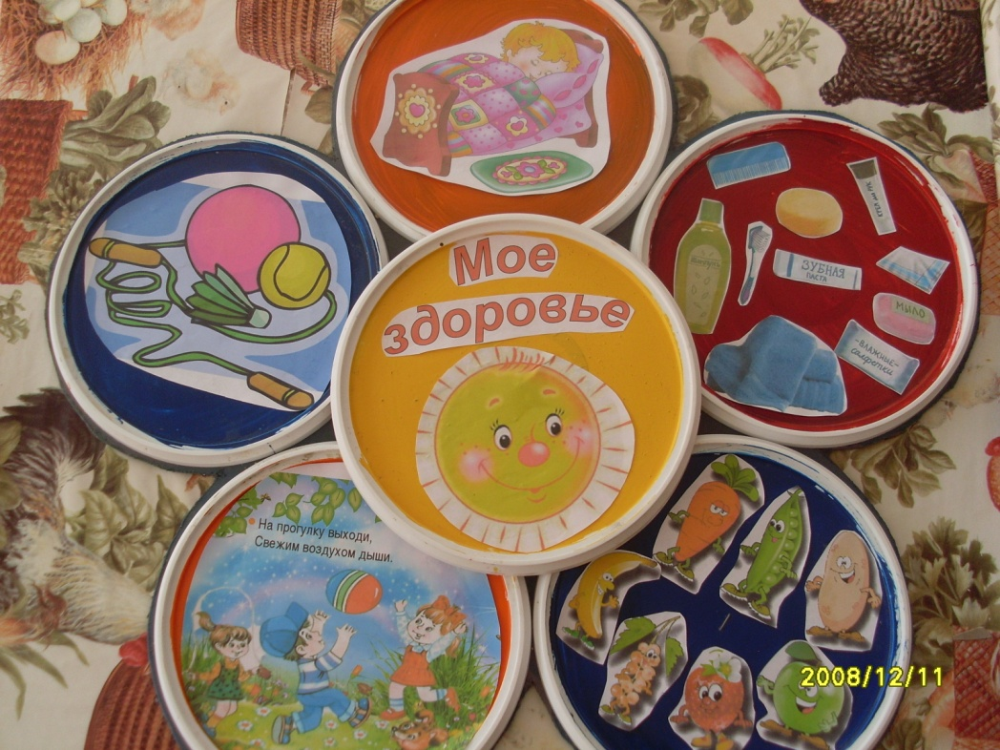 Мое
здоровье
ЗУБНАЯ
ПАСТА
МЫЛО
-ВЛАЖНЫЕ-
салфетки
На прогулку выходи,
Свежим воздухом дыши.
2008/12/11